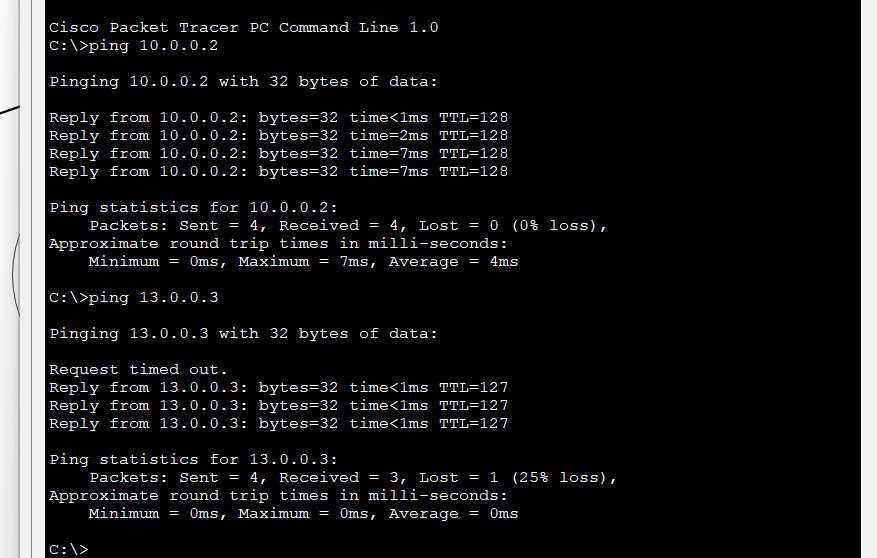 Cisco Packet Tracer PC Command Line 1.0
C:\>ping 10.0.0.2
Pinging 10.0.0.2 with 32 bytes of data:
Reply from 10.0.0.2: bytes=32 time<1ms TTL=128
Reply from 10.0.0.2: bytes=32 time=2ms TTL=128
Reply from 10.0.0.2: bytes=32 time=7ms TTL=128
Reply from 10.0.0.2: bytes=32 time=7ms TTL=128
Ping statistics for 10.0.0.2:
    Packets: Sent = 4, Received = 4, Lost = 0 (0% loss),
Approximate round trip times in milli-seconds:
    Minimum = 0ms, Maximum = 7ms, Average = 4ms
C:\>ping 13.0.0.3
Pinging 13.0.0.3 with 32 bytes of data:
Request timed out.
Reply from 13.0.0.3: bytes=32 time<1ms TTL=127
Reply from 13.0.0.3: bytes=32 time<1ms TTL=127
Reply from 13.0.0.3: bytes=32 time<1ms TTL=127
Ping statistics for 13.0.0.3:
    Packets: Sent = 4, Received = 3, Lost = 1 (25% loss),
Approximate round trip times in milli-seconds:
    Minimum = 0ms, Maximum = 0ms, Average = 0ms
C:\>